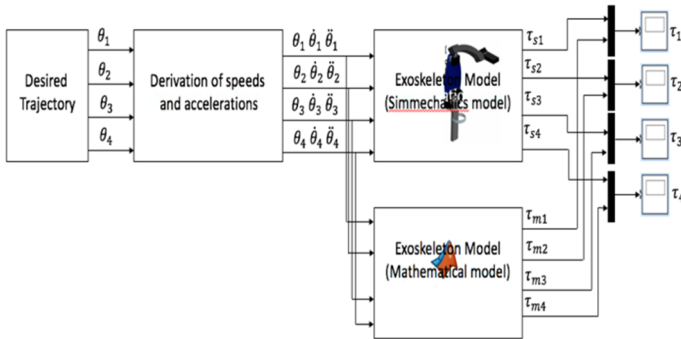 Desired
Trajectory
θ₁
θ₂
θ₃
θ₄
Derivation of speeds
and accelerations
θ₁ θ̇₁ θ̈₁
θ₂ θ̇₂ θ̈₂
θ₃ θ̇₃ θ̈₃
θ₄ θ̇₄ θ̈₄
Exoskeleton Model
(Simmechanics model)
τₛ₁
τₛ₂
τₛ₃
τₛ₄
τ₁
τ₂
τ₃
τ₄
Exoskeleton Model
(Mathematical model)
τₘ₁
τₘ₂
τₘ₃
τₘ₄